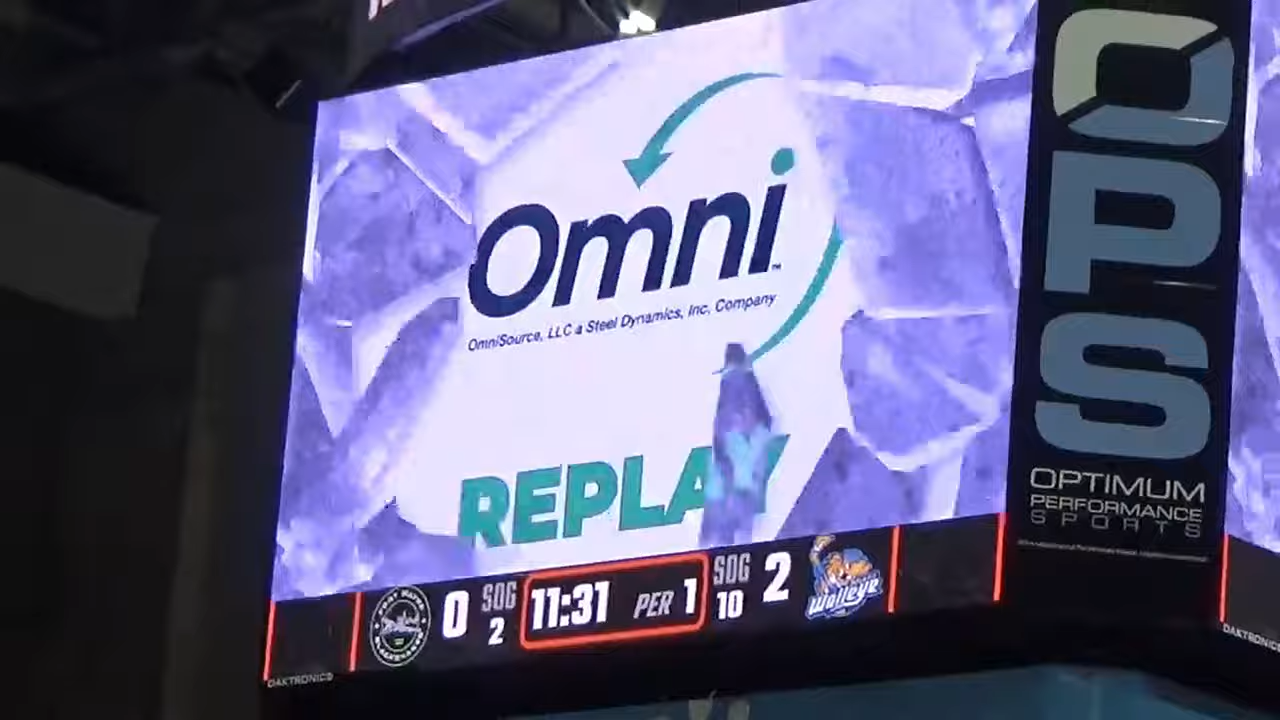 Omni™
OmniSource, LLC a Steel Dynamics, Inc. Company
REPLAY
0 SOG 2
11:31 PER 1
SOG 10 2
Walleye
DAKTRONICS
OPS
OPTIMUM
PERFORMANCE
SPORTS
DAKTRONICS